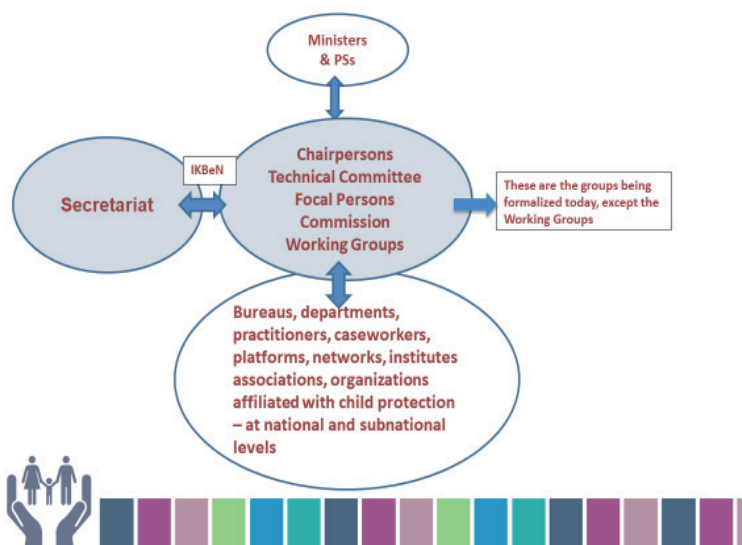 Ministers
& PSs
IKBeN
Secretariat
Chairpersons
Technical Committee
Focal Persons
Commission
Working Groups
These are the groups being
formalized today, except the
Working Groups
Bureaus, departments,
practitioners, caseworkers,
platforms, networks, institutes
associations, organizations
affiliated with child protection
– at national and subnational
levels